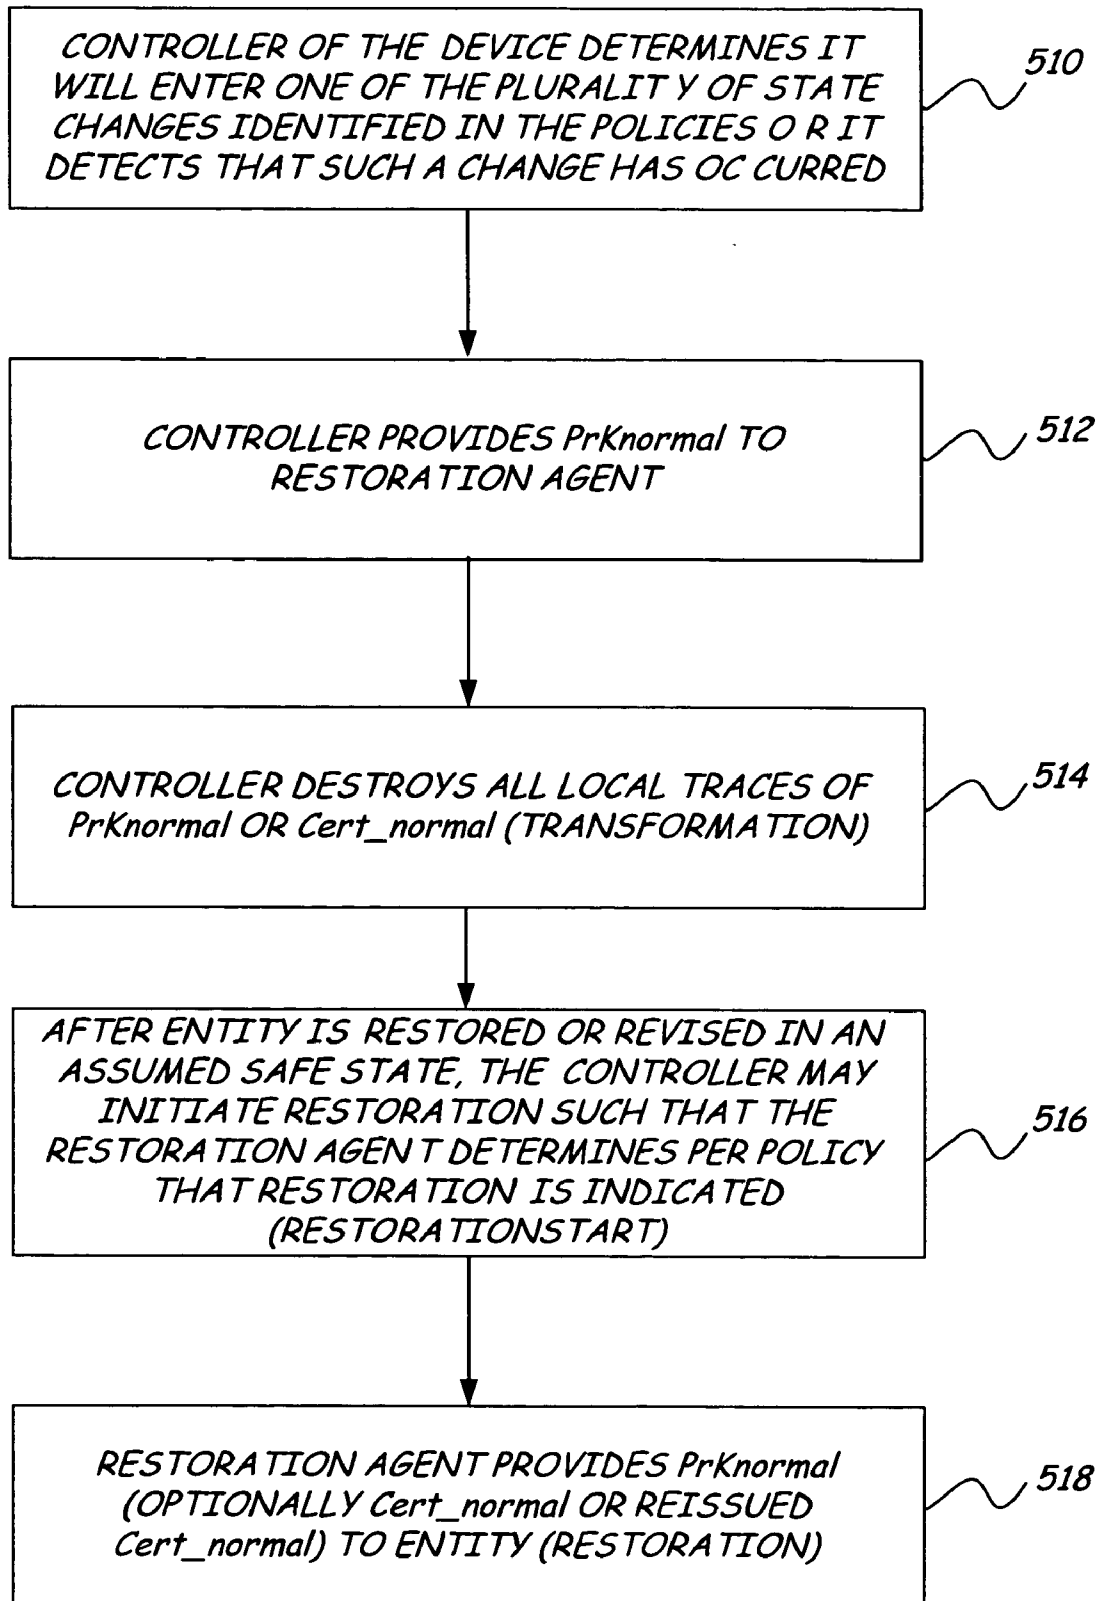 CONTROLLER OF THE DEVICE DETERMINES IT
WILL ENTER ONE OF THE PLURALIT Y OF STATE
CHANGES IDENTIFIED IN THE POLICIES O R IT
DETECTS THAT SUCH A CHANGE HAS OC CURRED
510
CONTROLLER PROVIDES PrKnormal TO
RESTORATION AGENT
512
CONTROLLER DESTROYS ALL LOCAL TRACES OF
PrKnormal OR Cert_normal (TRANSFORMATION)
514
AFTER ENTITY IS RESTORED OR REVISED IN AN
ASSUMED SAFE STATE, THE CONTROLLER MAY
INITIATE RESTORATION SUCH THAT THE
RESTORATION AGENT DETERMINES PER POLICY
THAT RESTORATION IS INDICATED
(RESTORATIONSTART)
516
RESTORATION AGENT PROVIDES PrKnormal
(OPTIONALLY Cert_normal OR REISSUED
Cert_normal) TO ENTITY (RESTORATION)
518